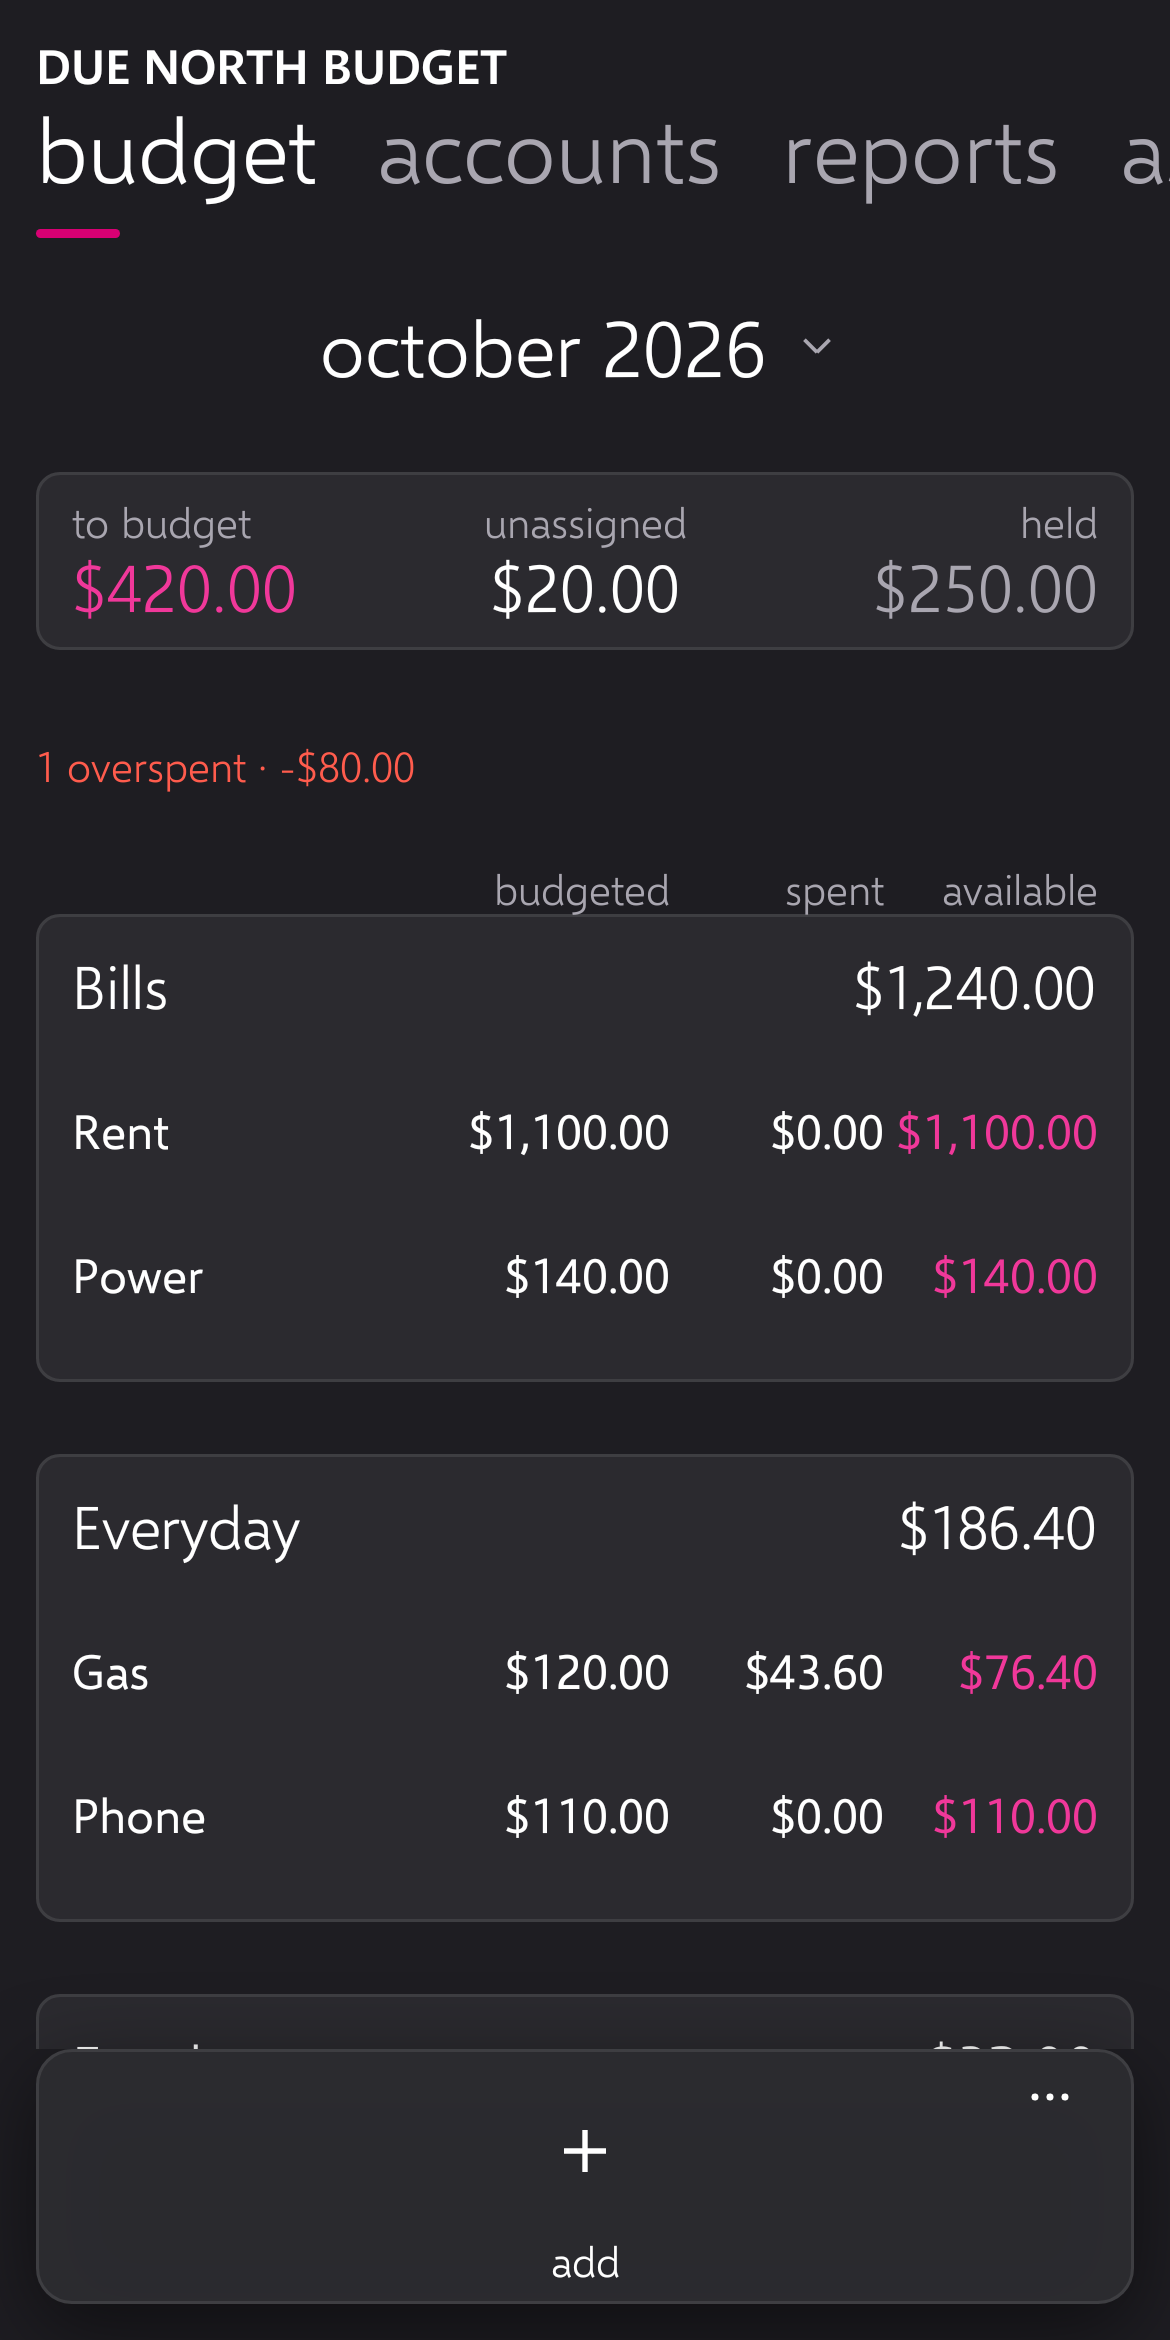 DUE NORTH BUDGET
budget accounts reports
october 2026
to budget unassigned held
$420.00 $20.00 $250.00
1 overspent · -$80.00
budgeted spent available
Bills $1,240.00
Rent $1,100.00 $0.00 $1,100.00
Power $140.00 $0.00 $140.00
Everyday $186.40
Gas $120.00 $43.60 $76.40
Phone $110.00 $0.00 $110.00
...
+
add